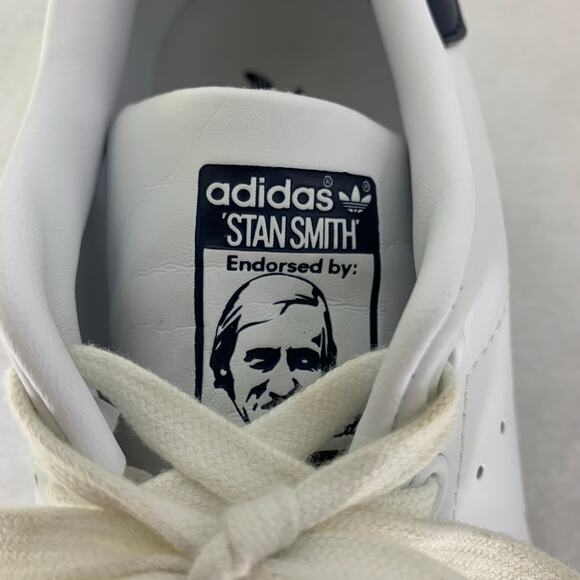 adidas® ®
'STAN SMITH'
Endorsed by: